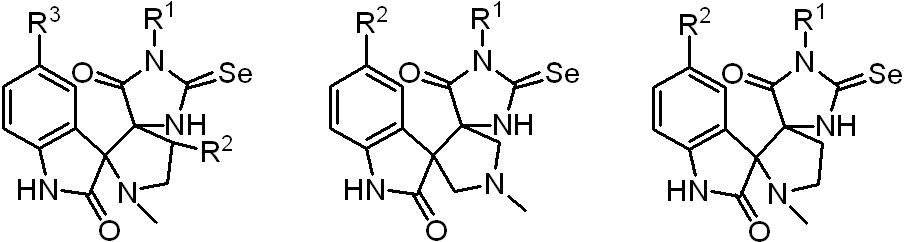 R³ R¹
O N Se
NH
R²
HN N
O
R² R¹
O N Se
NH
HN N
O
R² R¹
O N Se
NH
HN N
O